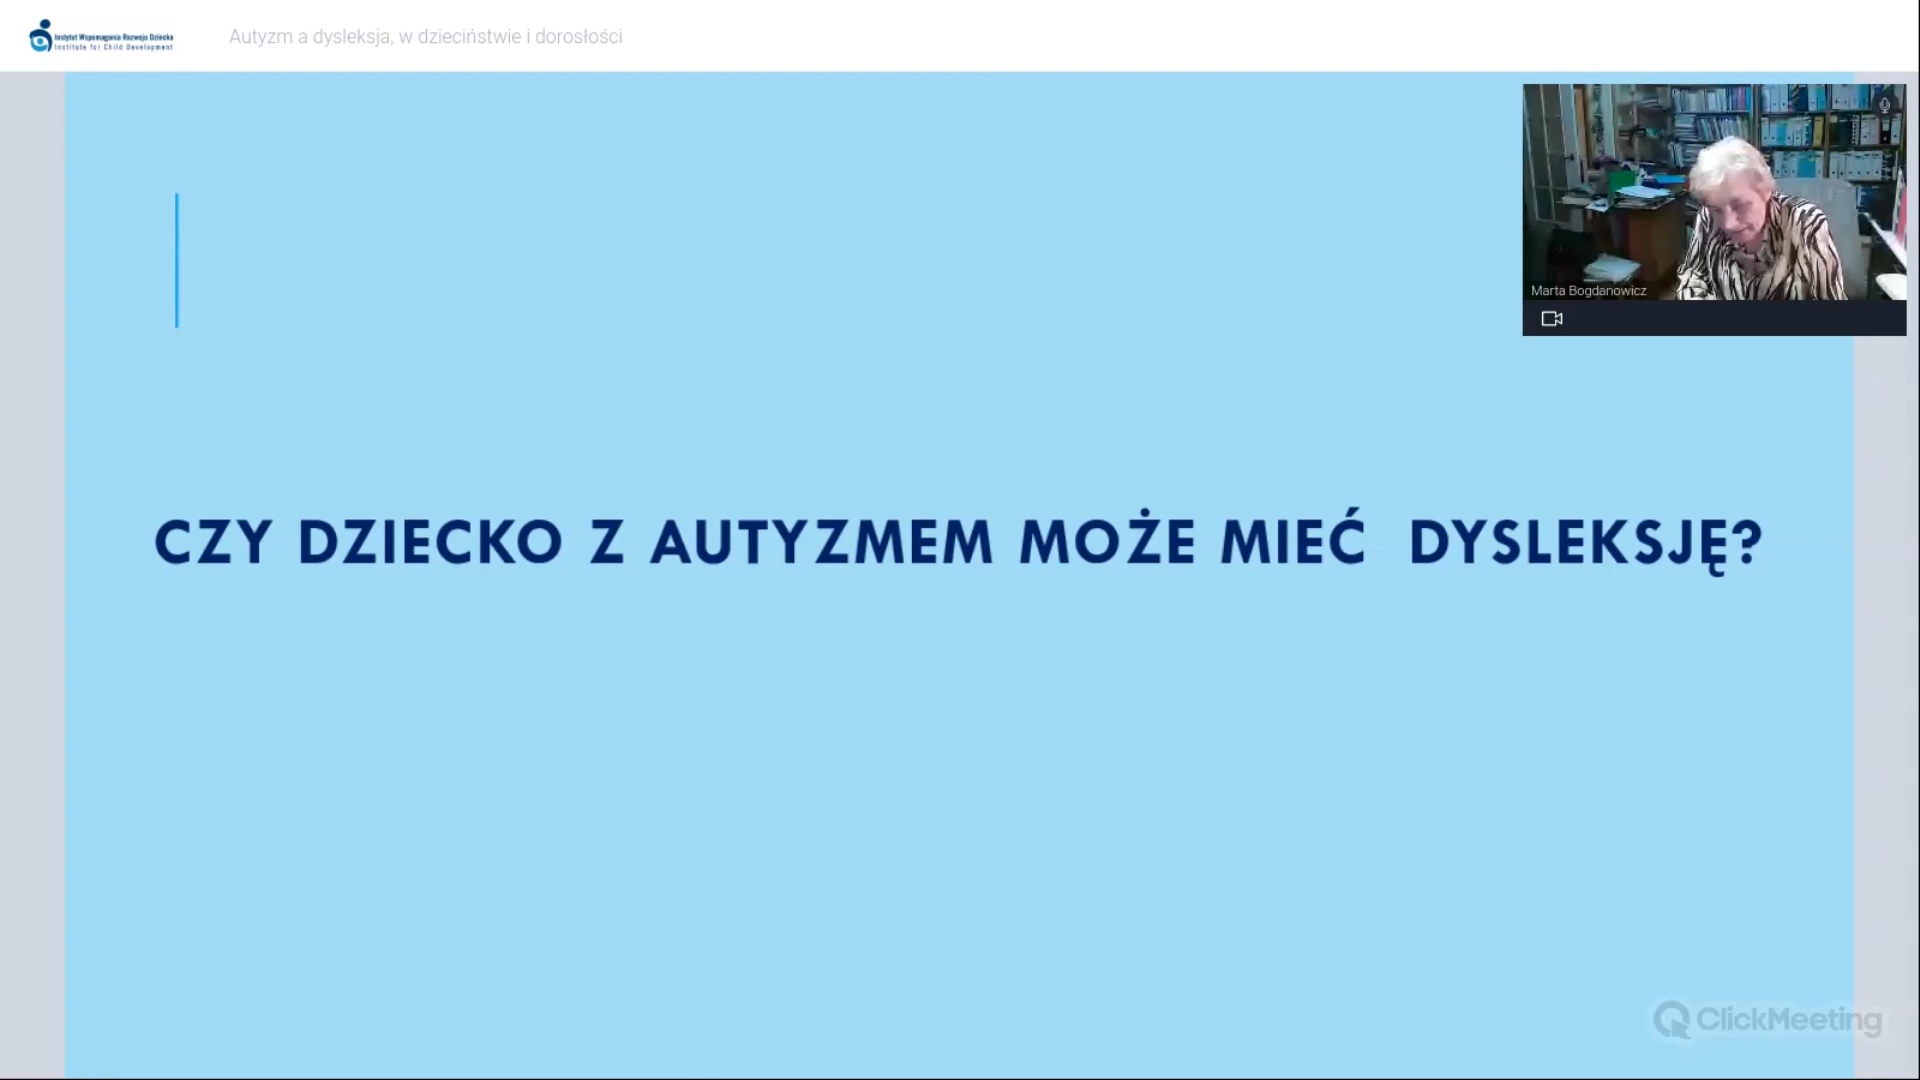 Instytut Wspomagania Rozwoju Dziecka
Institute for Child Development
Autyzm a dysleksja, w dzieciństwie i dorosłości
Marta Bogdanowicz
CZY DZIECKO Z AUTYZMEM MOŻE MIEĆ  DYSLEKSJĘ?
ClickMeeting